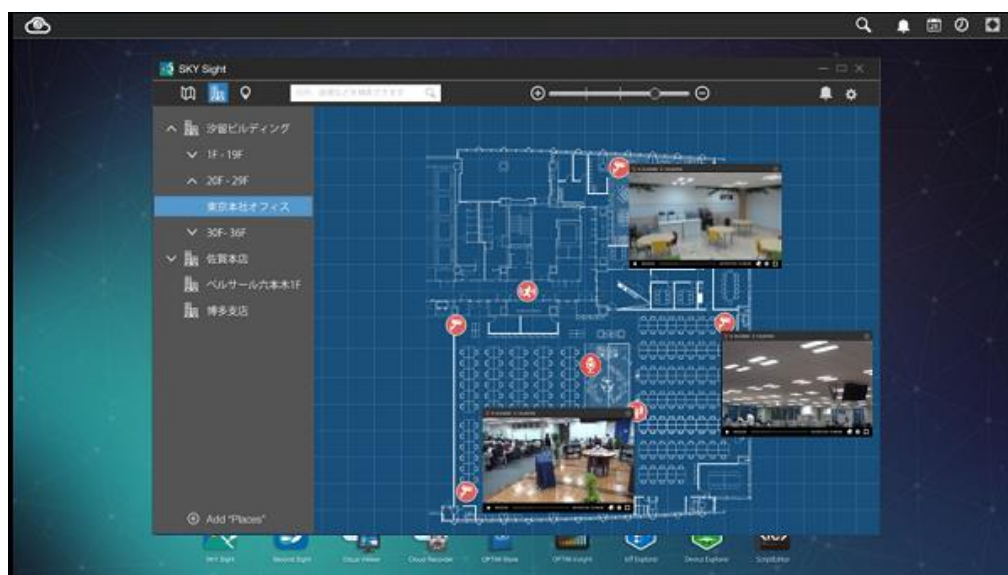 SKY Sight
汐留ビルディング
1F - 19F
20F - 29F
東京本社オフィス
30F - 36F
佐賀本店
ベルサール六本木1F
博多支店
Add "Places"
SKY Sight
Second Sight
Cloud Viewer
Cloud Recorder
OPTiM Store
OPTiM Insight
IoT Explorer
Device Explorer
ScriptEditor